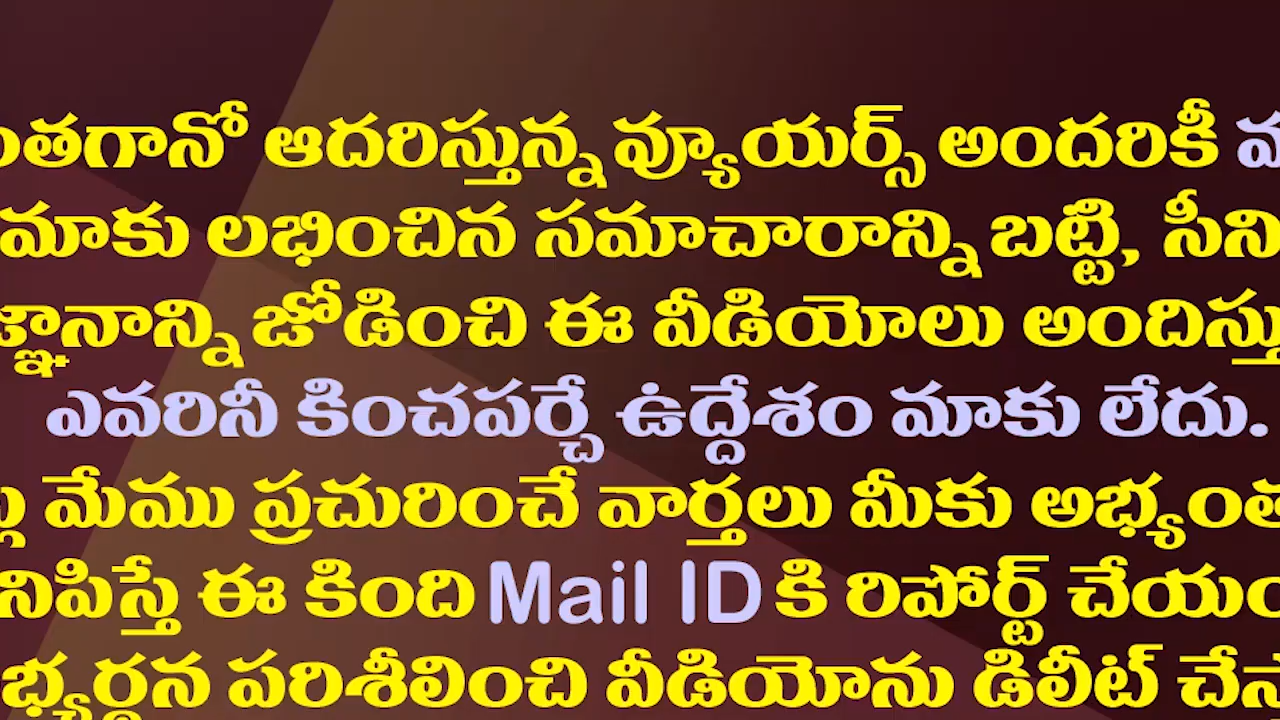 ంతగానో ఆదరిస్తున్న వ్యూయర్స్ అందరికీ
మాకు లభించిన సమాచారాన్ని బట్టి, సీని
జ్ఞానాన్ని జోడించి ఈ వీడియోలు అందిస్తు
ఎవరినీ కించపర్చే ఉద్దేశం మాకు లేదు.
మేము ప్రచురించే వార్తలు మీకు అభ్యంత
నిపిస్తే ఈ కింది Mail ID కి రిపోర్ట్ చేయం
భ్యర్థన పరిశీలించి వీడియోను డిలీట్ చేస